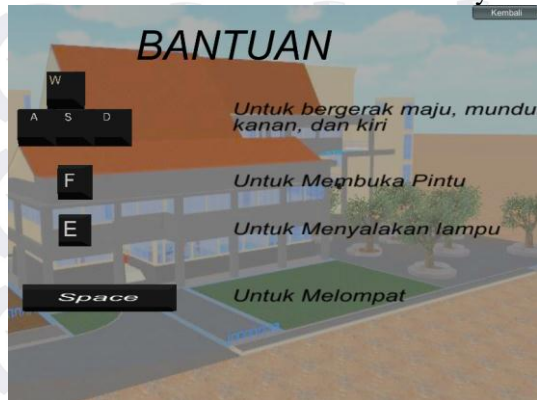 Kembali
BANTUAN
W
A S D
Untuk bergerak maju, mundu
kanan, dan kiri
F
Untuk Membuka Pintu
E
Untuk Menyalakan lampu
Space
Untuk Melompat